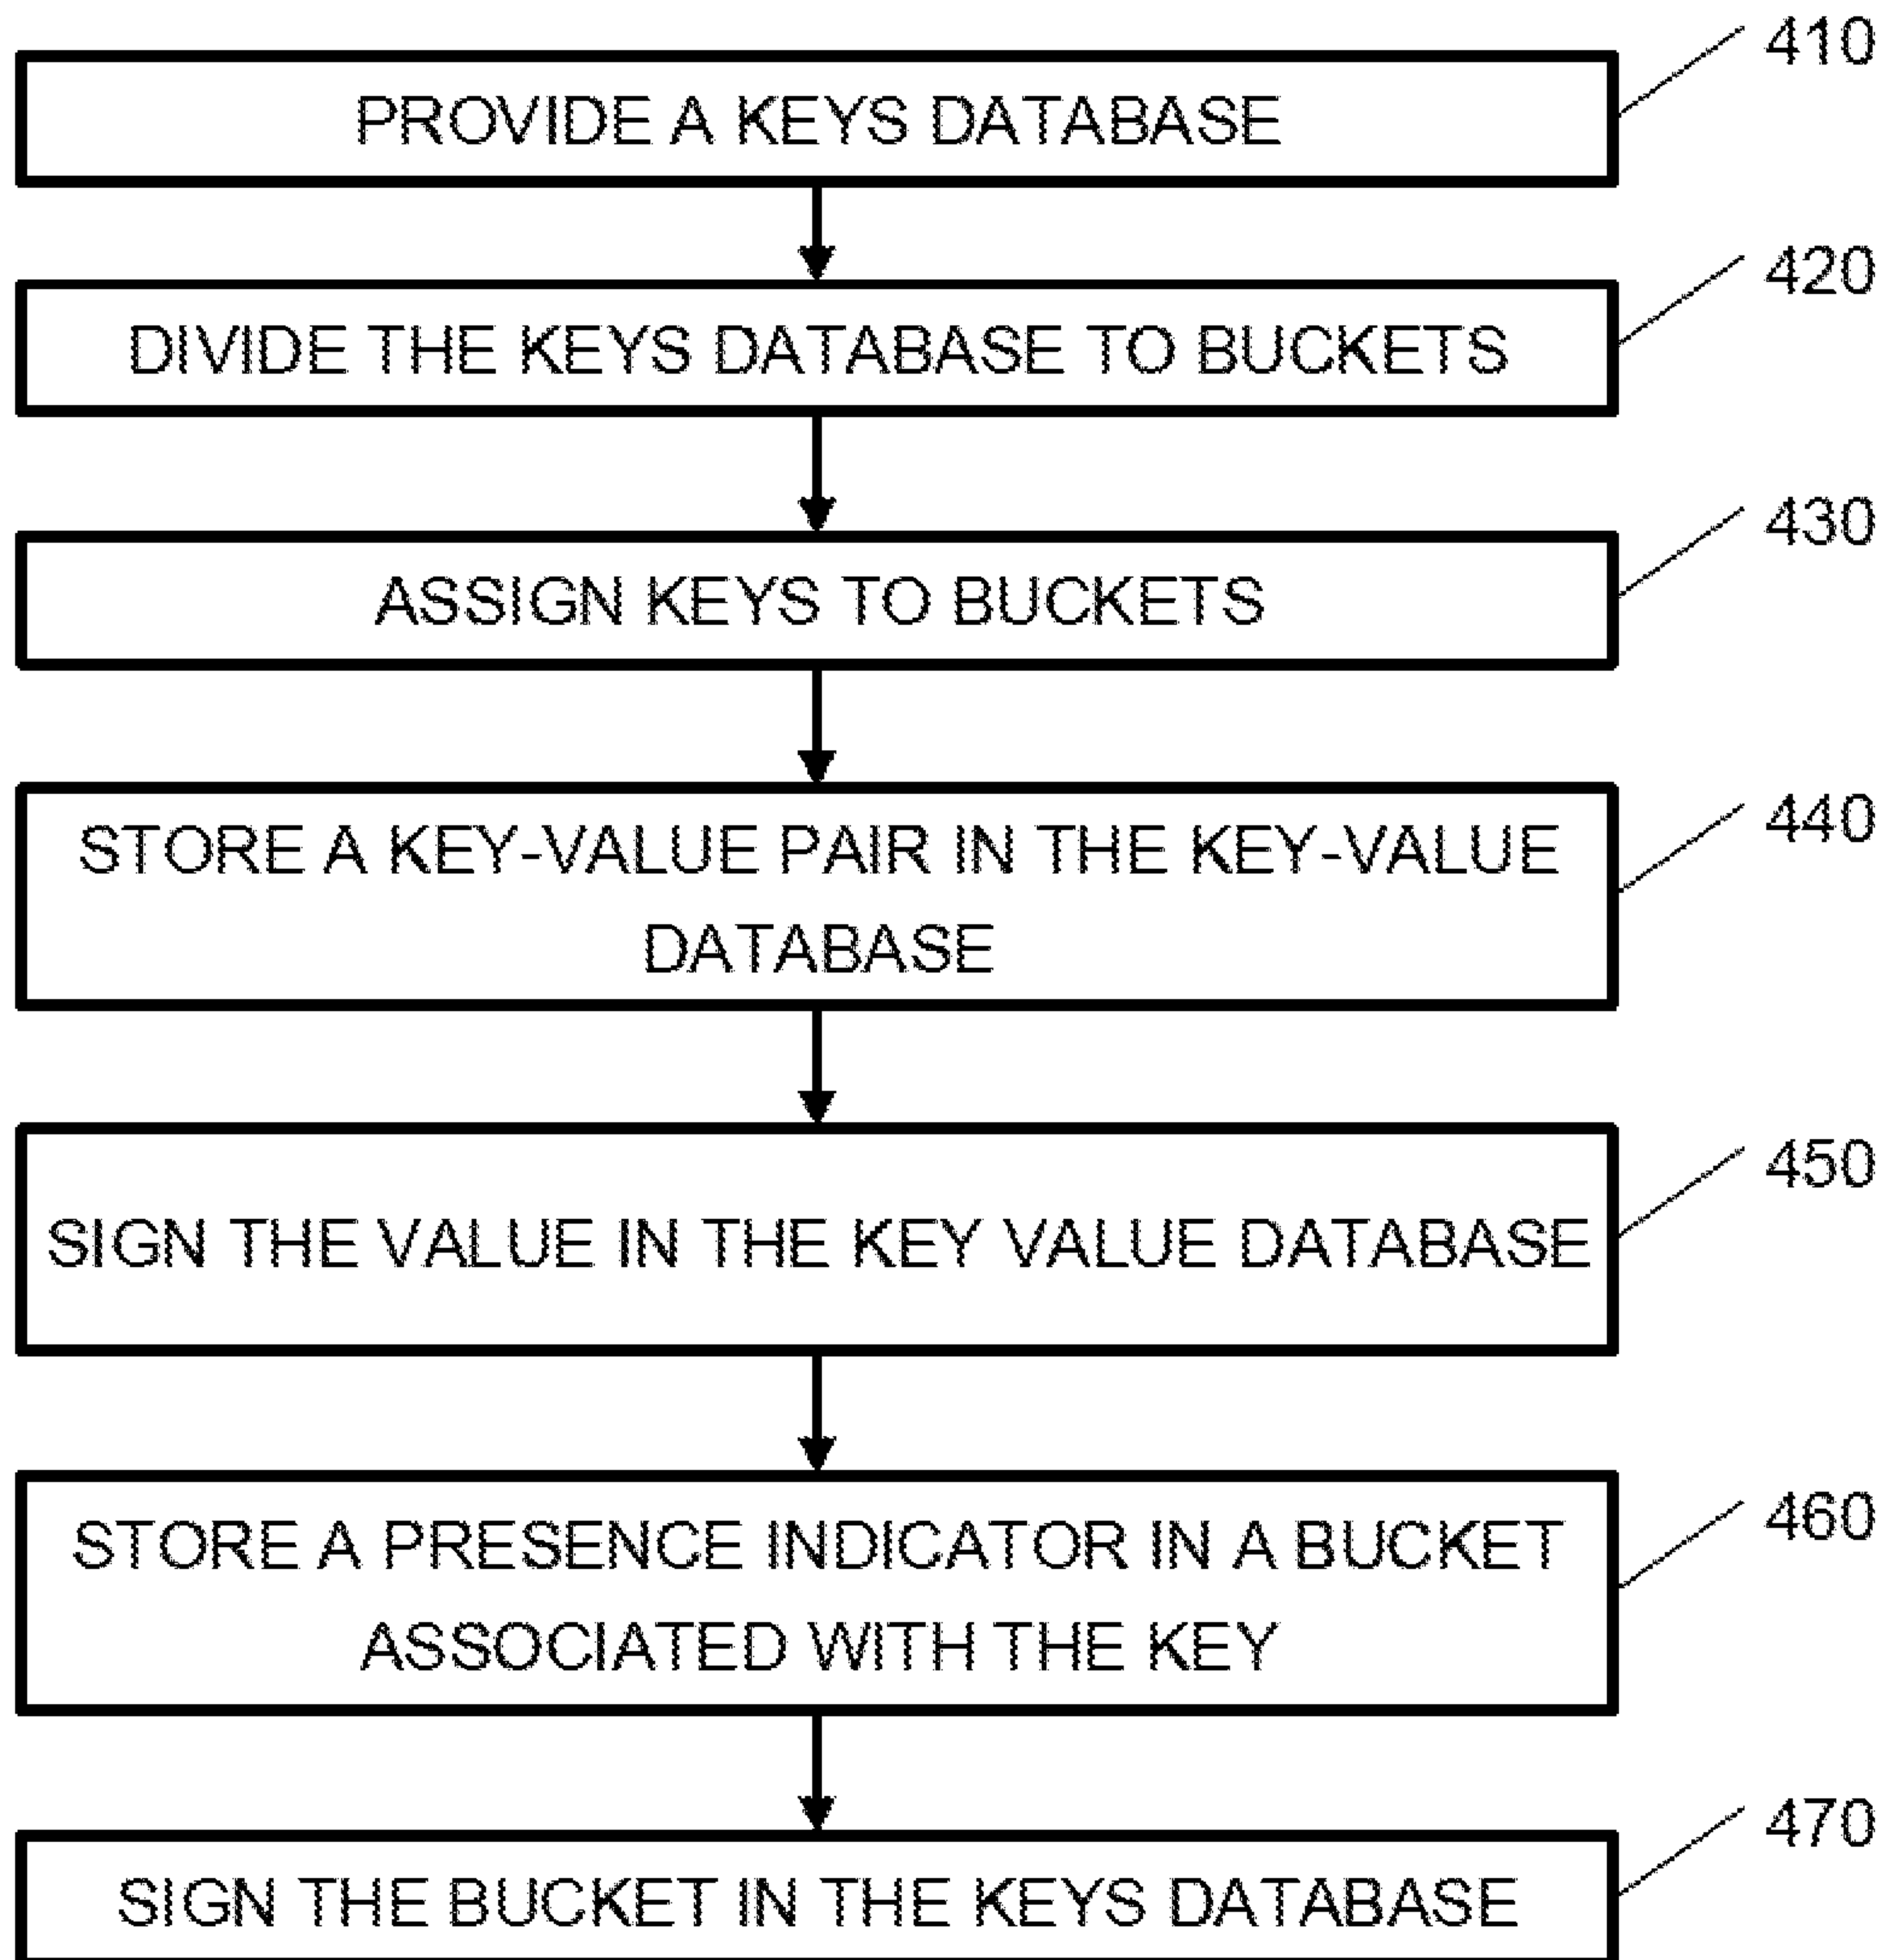 410
PROVIDE A KEYS DATABASE
420
DIVIDE THE KEYS DATABASE TO BUCKETS
430
ASSIGN KEYS TO BUCKETS
440
STORE A KEY-VALUE PAIR IN THE KEY-VALUE
DATABASE
450
SIGN THE VALUE IN THE KEY VALUE DATABASE
460
STORE A PRESENCE INDICATOR IN A BUCKET
ASSOCIATED WITH THE KEY
470
SIGN THE BUCKET IN THE KEYS DATABASE